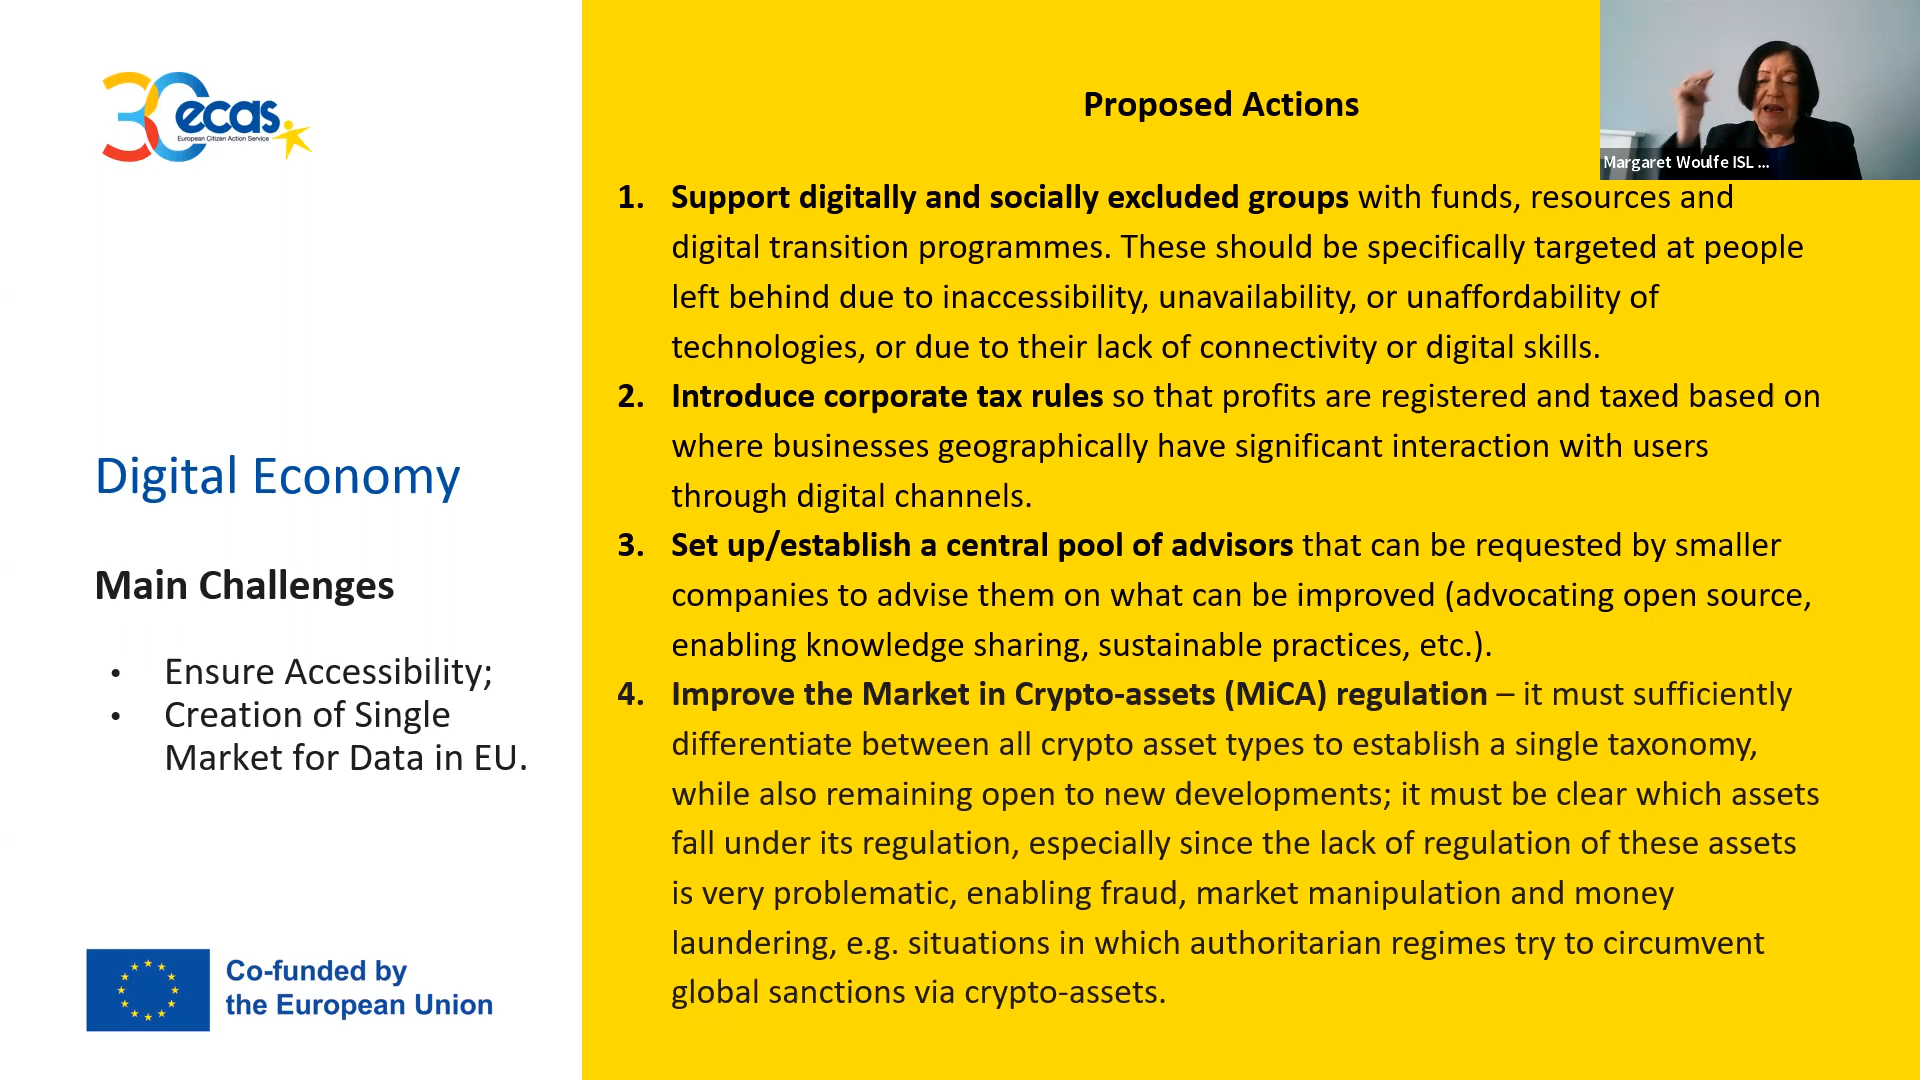 30 ecas
European Citizen Action Service
Digital Economy
Main Challenges
• Ensure Accessibility;
• Creation of Single
Market for Data in EU.
Co-funded by
the European Union
Proposed Actions
1. Support digitally and socially excluded groups with funds, resources and
digital transition programmes. These should be specifically targeted at people
left behind due to inaccessibility, unavailability, or unaffordability of
technologies, or due to their lack of connectivity or digital skills.
2. Introduce corporate tax rules so that profits are registered and taxed based on
where businesses geographically have significant interaction with users
through digital channels.
3. Set up/establish a central pool of advisors that can be requested by smaller
companies to advise them on what can be improved (advocating open source,
enabling knowledge sharing, sustainable practices, etc.).
4. Improve the Market in Crypto-assets (MiCA) regulation – it must sufficiently
differentiate between all crypto asset types to establish a single taxonomy,
while also remaining open to new developments; it must be clear which assets
fall under its regulation, especially since the lack of regulation of these assets
is very problematic, enabling fraud, market manipulation and money
laundering, e.g. situations in which authoritarian regimes try to circumvent
global sanctions via crypto-assets.
Margaret Woulfe ISL ...